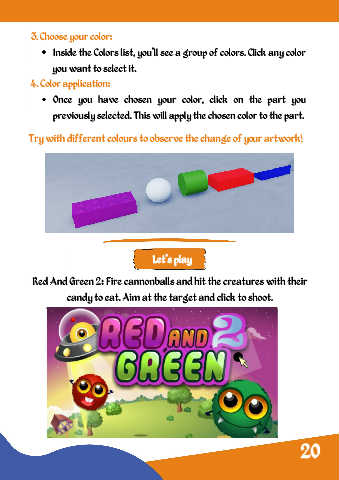 3. Choose your color:
• Inside the Colors list, you'll see a group of colors. Click any color
you want to select it.
4. Color application:
• Once you have chosen your color, click on the part you
previously selected. This will apply the chosen color to the part.
Try with different colours to observe the change of your artwork!
Let's play
Red And Green 2: Fire cannonballs and hit the creatures with their
candy to eat. Aim at the target and click to shoot.
RED AND 2
GREEN
20